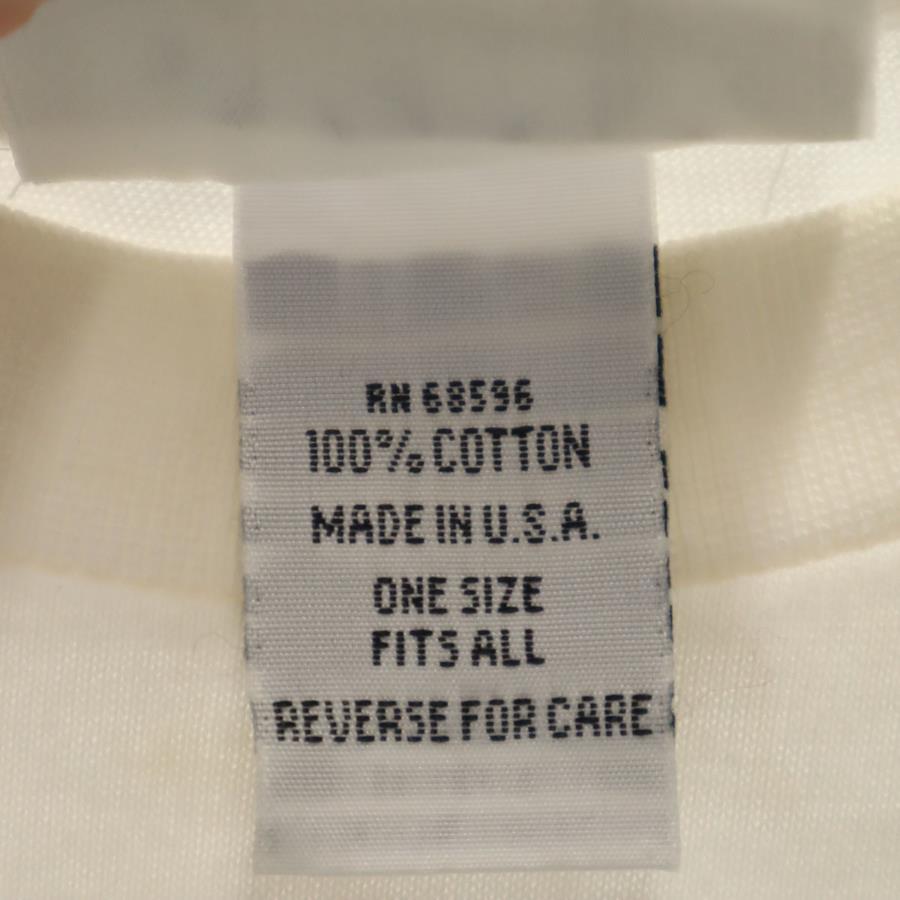 RN 68596
100% COTTON
MADE IN U.S.A.
ONE SIZE
FITS ALL
REVERSE FOR CARE